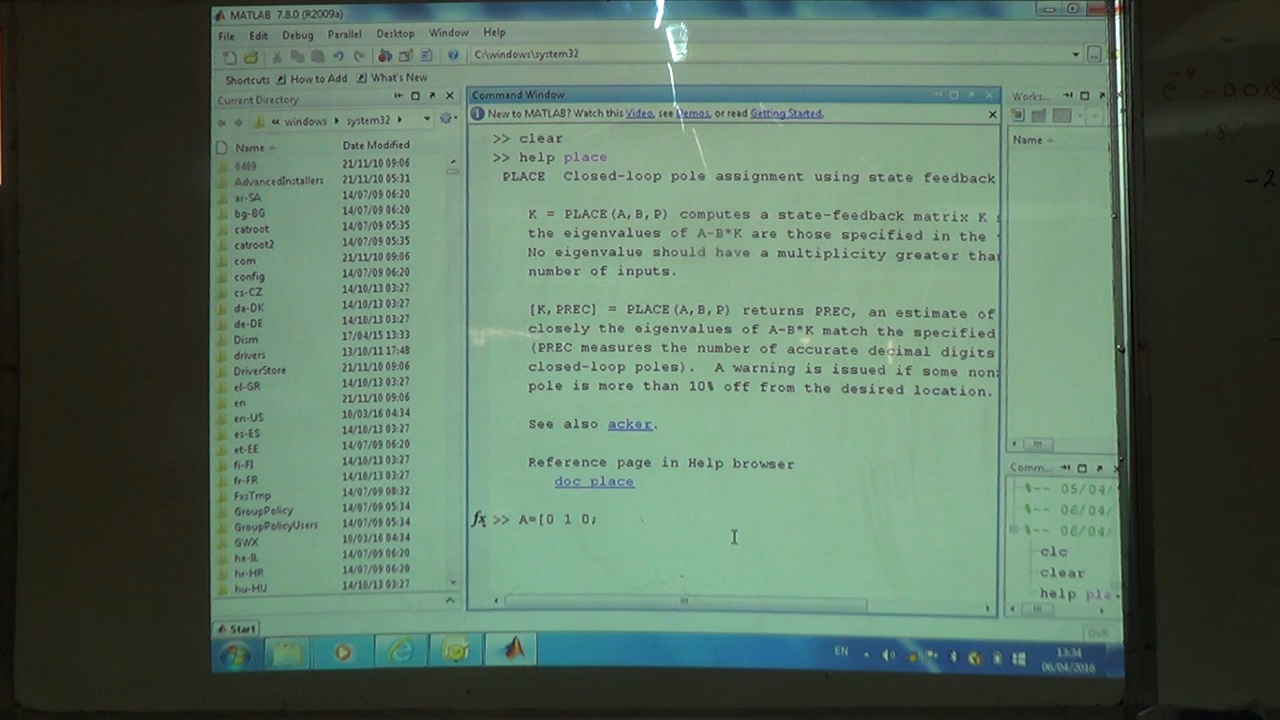 MATLAB 7.8.0 (R2009a)
File Edit Debug Parallel Desktop Window Help
C:\windows\system32
Shortcuts How to Add What's New
Current Directory
« windows system32
Name Date Modified
0409 21/11/10 09:06
AdvancedInstallers 21/11/10 05:31
ar-SA 14/07/09 06:20
bg-BG 14/07/09 06:20
catroot 14/07/09 05:35
catroot2 14/07/09 05:35
com 21/11/10 09:06
config 14/07/09 06:20
cs-CZ 14/10/13 03:27
da-DK 14/10/13 03:27
de-DE 14/10/13 03:27
Dism 17/04/15 13:33
drivers 13/10/11 17:48
DriverStore 21/11/10 09:06
el-GR 14/10/13 03:27
en 21/11/10 09:06
en-US 10/03/16 04:34
es-ES 14/10/13 03:27
et-EE 14/07/09 06:20
fi-FI 14/10/13 03:27
fr-FR 14/10/13 03:27
FxsTmp 14/07/09 08:32
GroupPolicy 14/07/09 05:34
GroupPolicyUsers 14/07/09 05:34
GWX 10/03/16 04:34
he-IL 14/07/09 06:20
hr-HR 14/07/09 06:20
hu-HU 14/10/13 03:27
Command Window
New to MATLAB? Watch this Video, see Demos, or read Getting Started.
>> clear
>> help place
PLACE Closed-loop pole assignment using state feedback
K = PLACE(A,B,P) computes a state-feedback matrix K
the eigenvalues of A-B*K are those specified in the
No eigenvalue should have a multiplicity greater tha
number of inputs.
[K,PREC] = PLACE(A,B,P) returns PREC, an estimate of
closely the eigenvalues of A-B*K match the specified
(PREC measures the number of accurate decimal digits
closed-loop poles). A warning is issued if some non
pole is more than 10% off from the desired location.
See also acker.
Reference page in Help browser
doc place
fx >> A=[0 1 0;
Works...
Name
Comm...
%-- 05/04/
%-- 06/04/
%-- 06/04/
clc
clear
help pla
Start
OVR
EN
13:34
06/04/2016